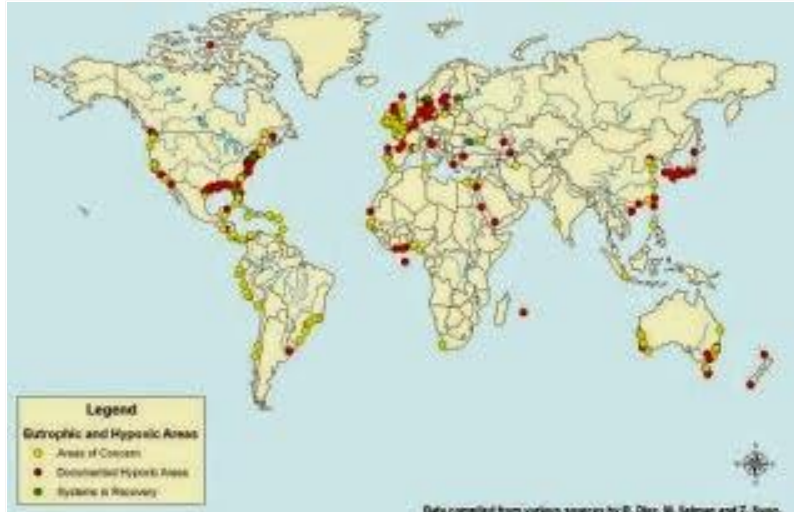 Legend
Eutrophic and Hypoxic Areas
Areas of Concern
Documented Hypoxic Areas
Systems in Recovery
Data compiled from various sources by R. Diaz, M. Selman and Z. Sugg.